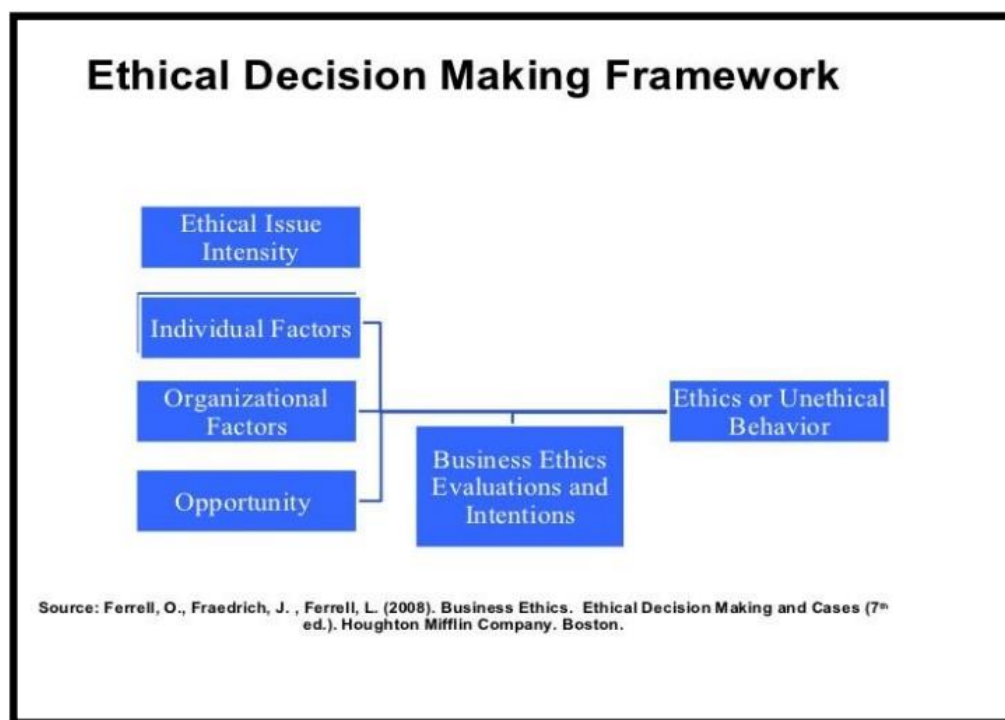 Ethical Decision Making Framework
Ethical Issue
Intensity
Individual Factors
Organizational
Factors
Opportunity
Business Ethics
Evaluations and
Intentions
Ethics or Unethical
Behavior
Source: Ferrell, O., Fraedrich, J. , Ferrell, L. (2008). Business Ethics.  Ethical Decision Making and Cases (7th
ed.). Houghton Mifflin Company. Boston.